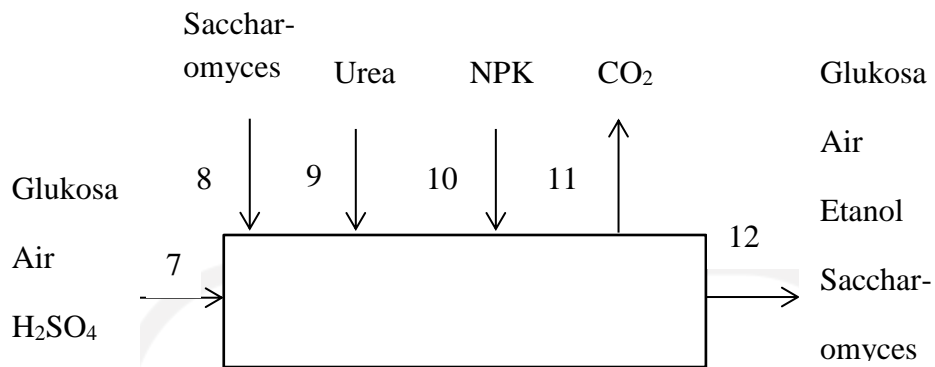 Sacchar-
omyces
Urea
NPK
CO₂
Glukosa
Air
Etanol
Sacchar-
omyces
8
9
10
11
12
Glukosa
Air
H₂SO₄
7